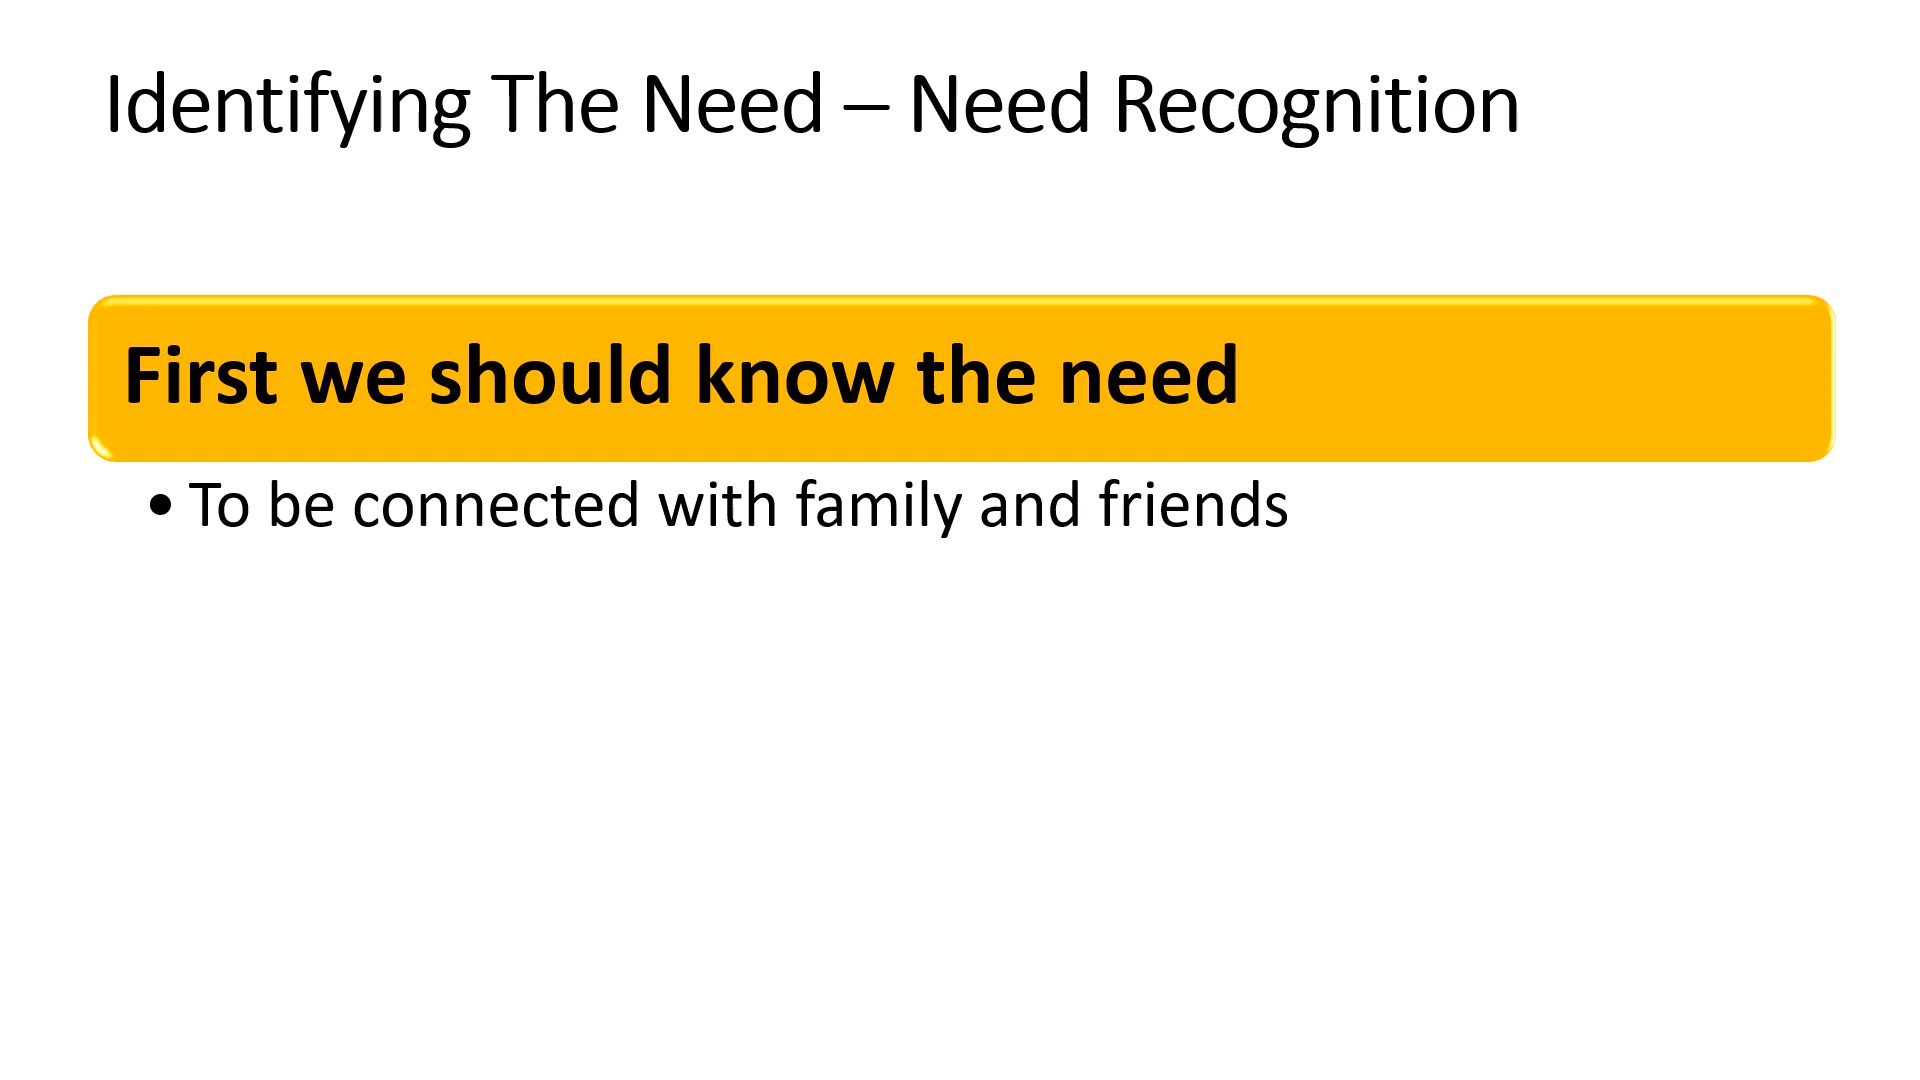 Identifying The Need – Need Recognition
First we should know the need
• To be connected with family and friends